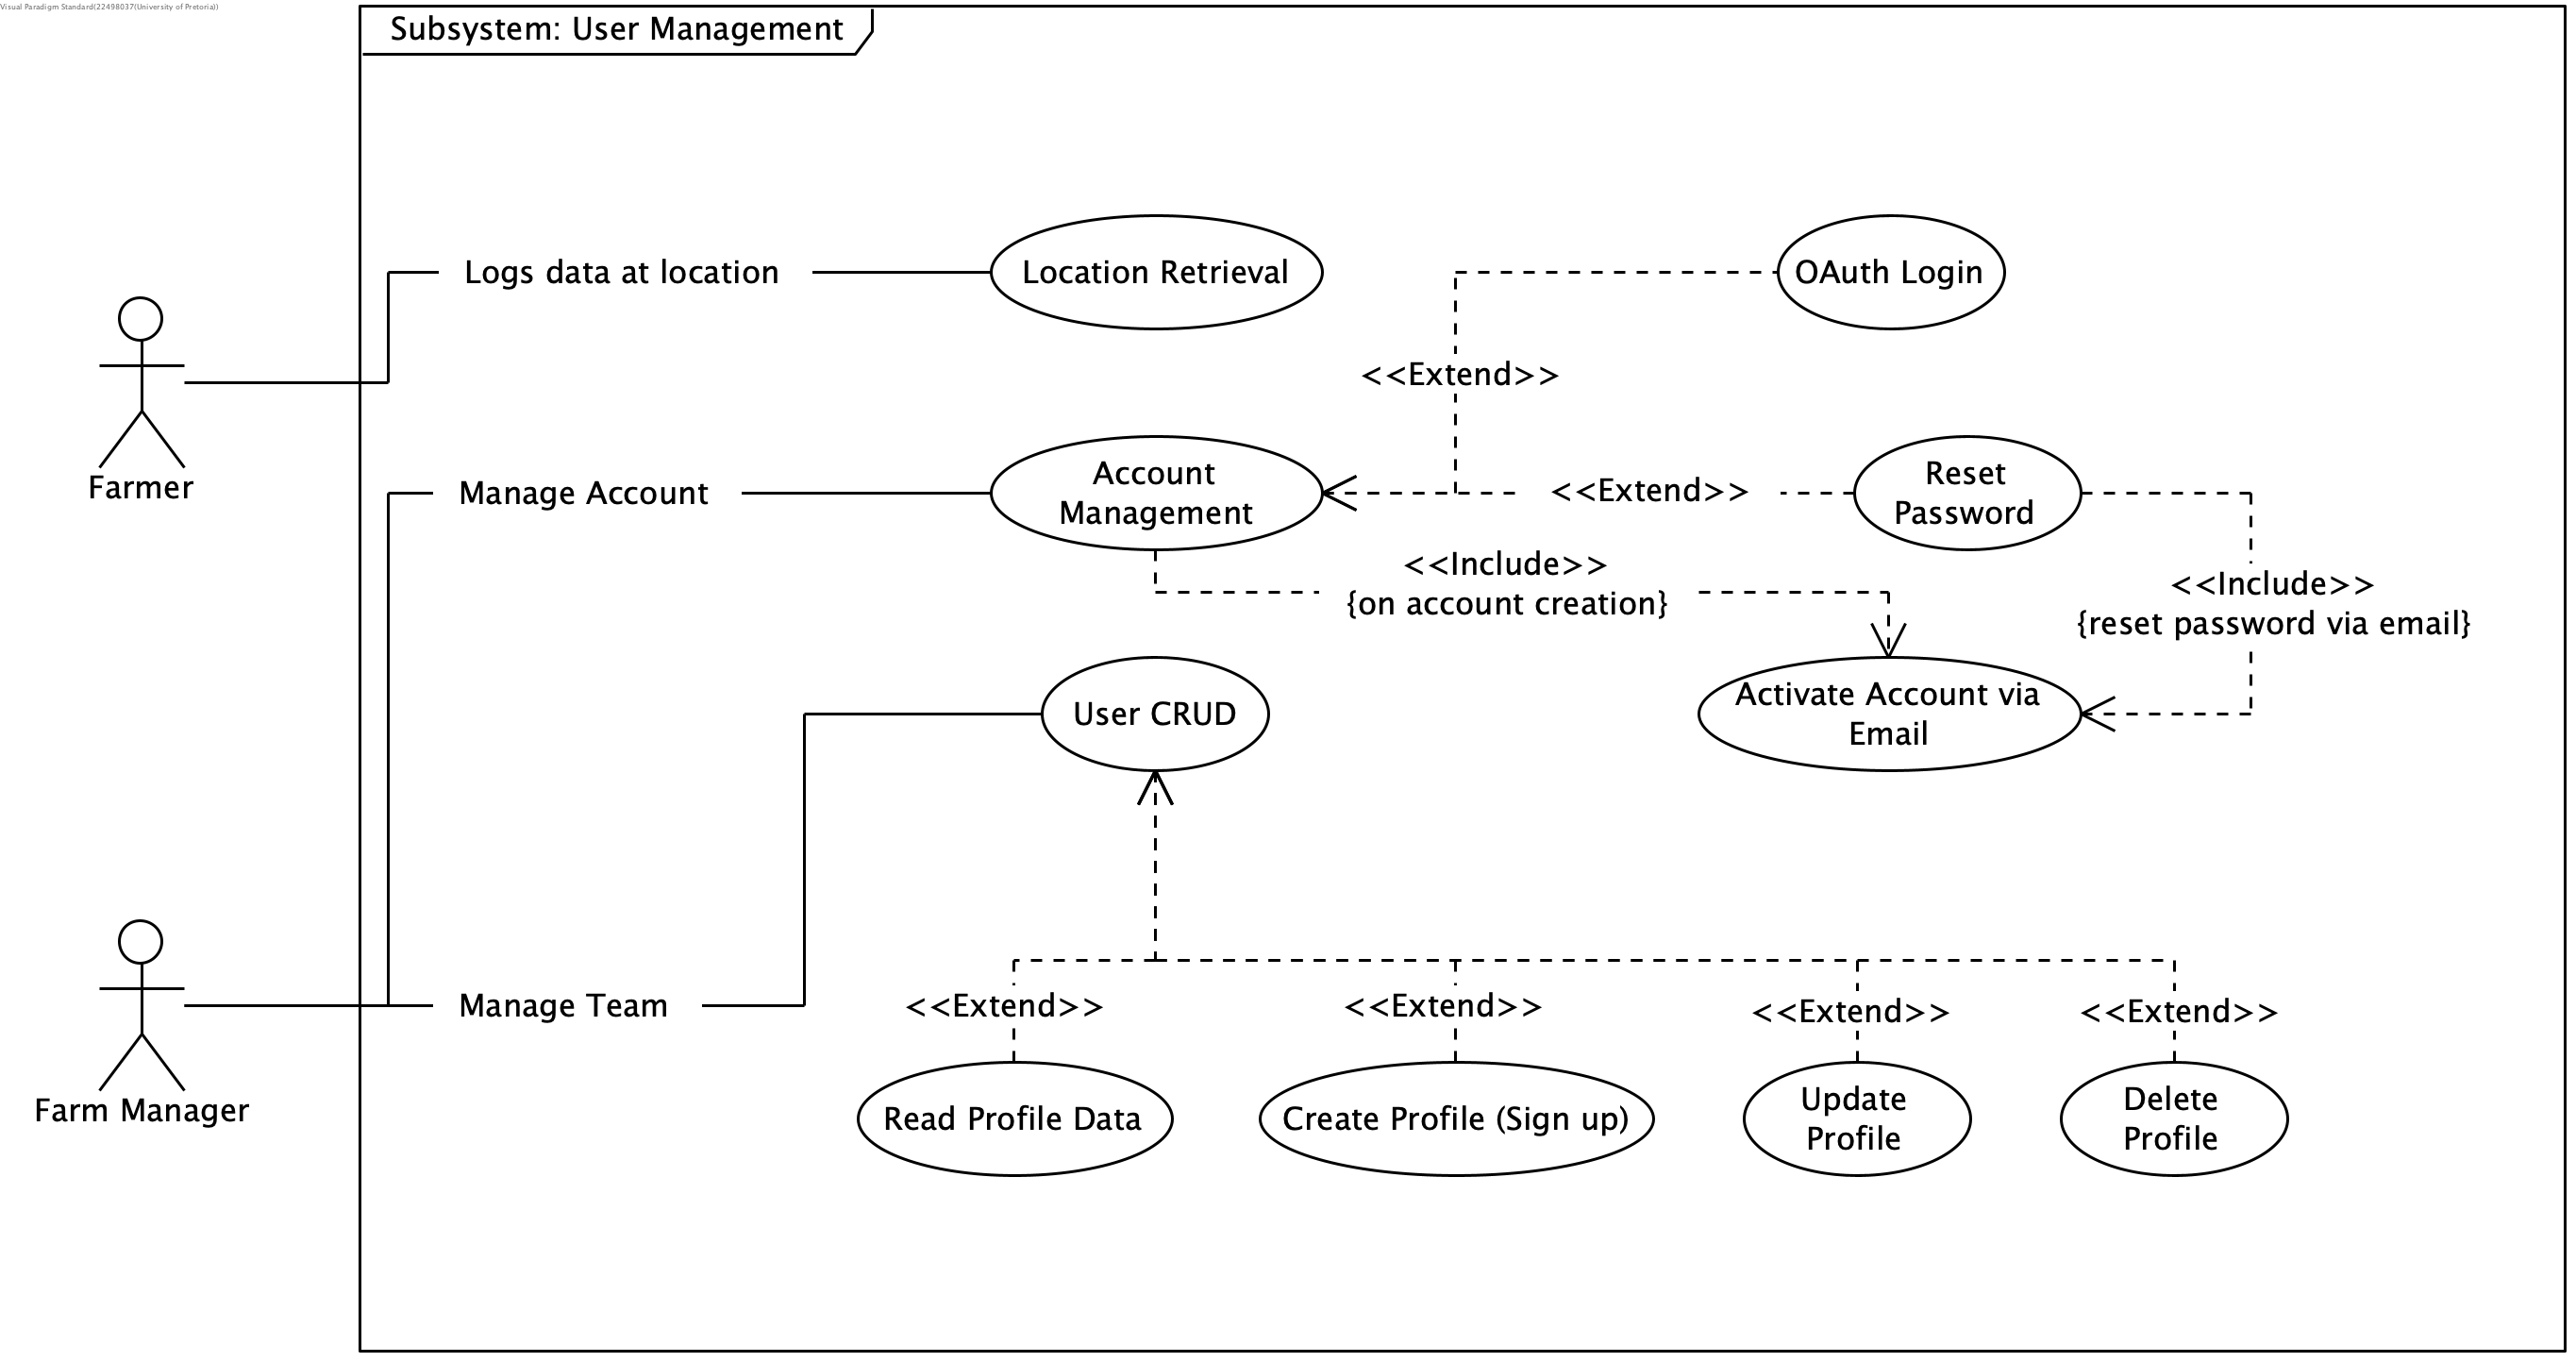 Visual Paradigm Standard(22498037(University of Pretoria))
Subsystem: User Management
Logs data at location
Location Retrieval
OAuth Login
<<Extend>>
Farmer
Manage Account
Account
Management
<<Extend>>
Reset
Password
<<Include>>
{on account creation}
<<Include>>
{reset password via email}
User CRUD
Activate Account via
Email
Manage Team
<<Extend>>
<<Extend>>
<<Extend>>
<<Extend>>
Farm Manager
Read Profile Data
Create Profile (Sign up)
Update
Profile
Delete
Profile